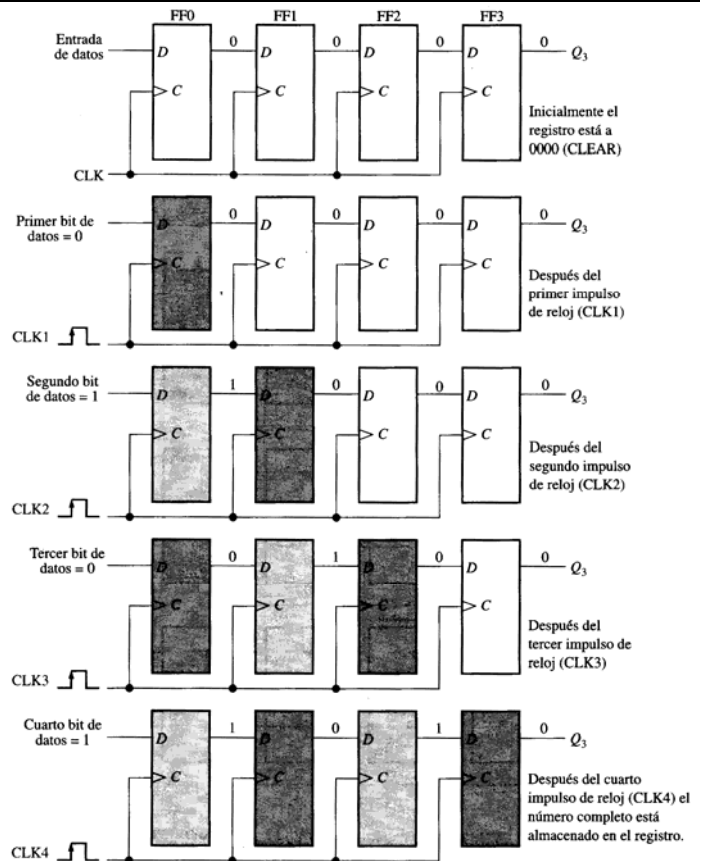 FF0 FF1 FF2 FF3
Entrada
de datos
D 0 D 0 D 0 D 0 Q3
C C C C
Inicialmente el
registro está a
0000 (CLEAR)
CLK
Primer bit de
datos = 0
D 0 D 0 D 0 D 0 Q3
C C C C
Después del
primer impulso
de reloj (CLK1)
CLK1
Segundo bit
de datos = 1
D 1 D 0 D 0 D 0 Q3
C C C C
Después del
segundo impulso
de reloj (CLK2)
CLK2
Tercer bit de
datos = 0
D 0 D 1 D 0 D 0 Q3
C C C C
Después del
tercer impulso de
reloj (CLK3)
CLK3
Cuarto bit de
datos = 1
D 1 D 0 D 1 D 0 Q3
C C C C
Después del cuarto
impulso de reloj (CLK4) el
número completo está
almacenado en el registro.
CLK4